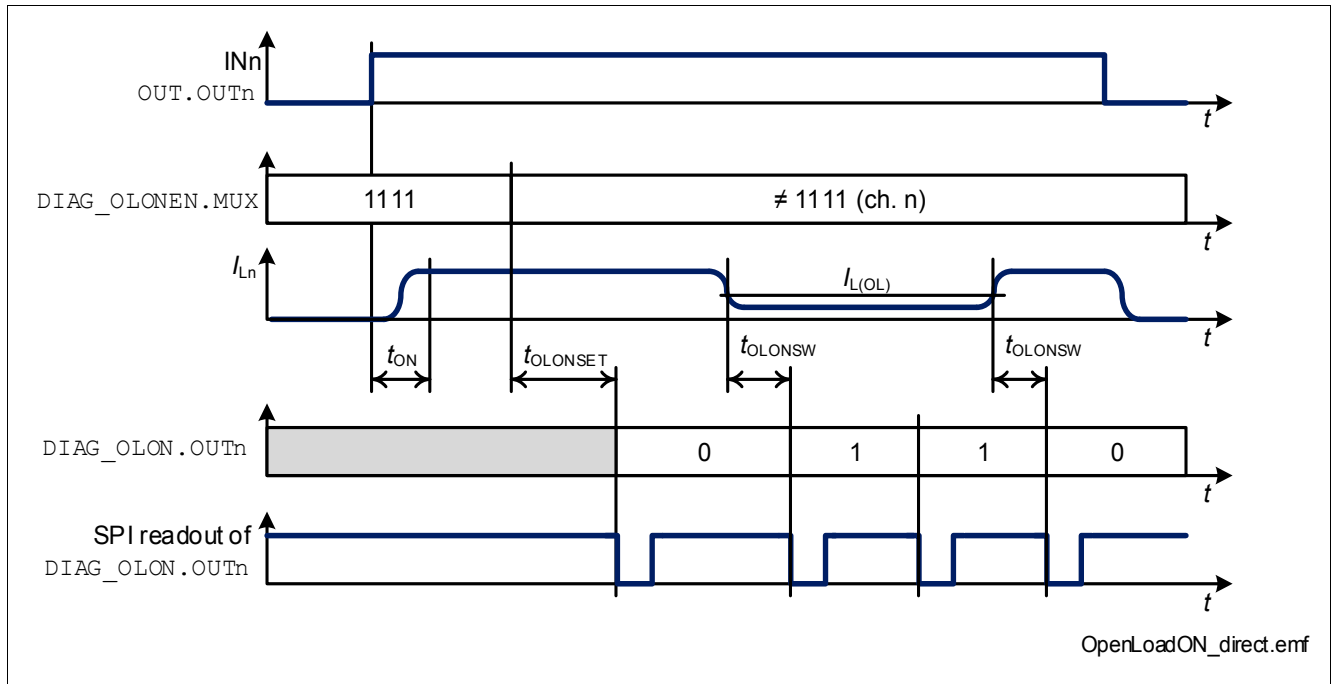 INn
OUT.OUTn
t
DIAG_OLONEN.MUX
1111
≠ 1111 (ch. n)
t
ILn
IL(OL)
t
tON
tOLONSET
tOLONSW
tOLONSW
DIAG_OLON.OUTn
0
1
1
0
t
SPI readout of
DIAG_OLON.OUTn
t
OpenLoadON_direct.emf